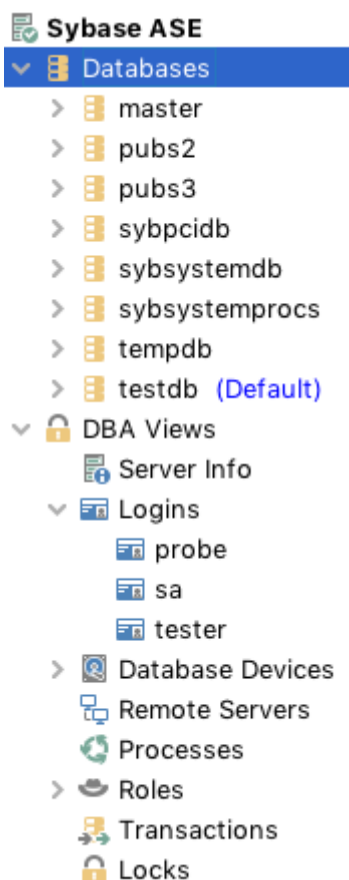 Sybase ASE
Databases
master
pubs2
pubs3
sybpcidb
sybsystemdb
sybsystemprocs
tempdb
testdb (Default)
DBA Views
Server Info
Logins
probe
sa
tester
Database Devices
Remote Servers
Processes
Roles
Transactions
Locks